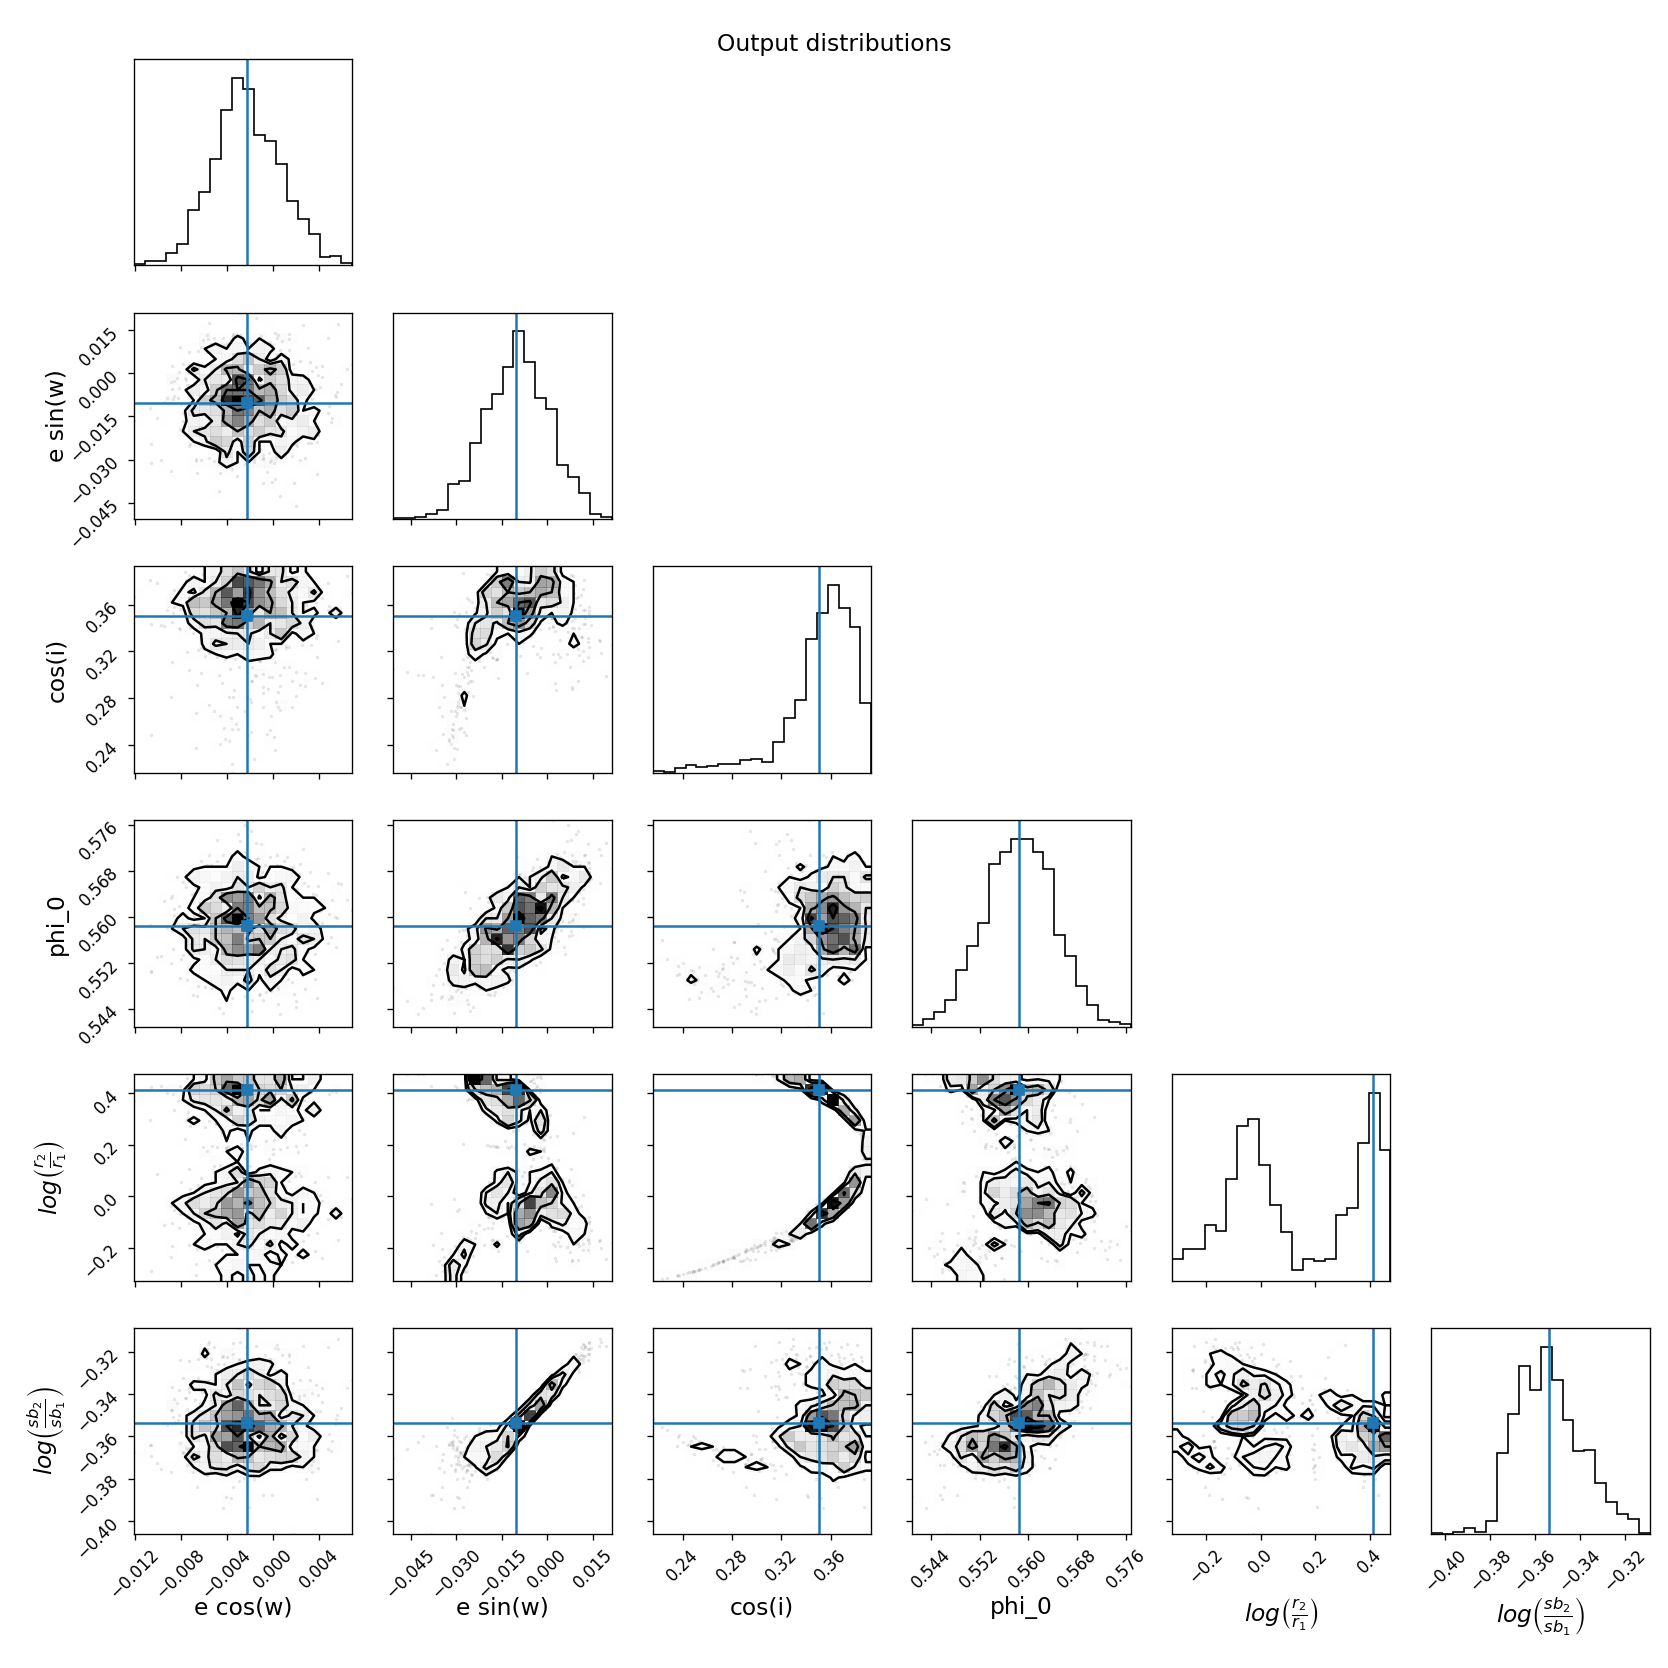 Output distributions
0.015
0.000
−0.015
−0.030
−0.045
e sin(w)
0.36
0.32
0.28
0.24
cos(i)
0.576
0.568
0.560
0.552
0.544
phi_0
0.4
0.2
0.0
−0.2
log(r₂/r₁)
−0.32
−0.34
−0.36
−0.38
−0.40
log(sb₂/sb₁)
−0.012 −0.008 −0.004 0.000 0.004
−0.045 −0.030 −0.015 0.000 0.015
0.24 0.28 0.32 0.36
0.544 0.552 0.560 0.568 0.576
−0.2 0.0 0.2 0.4
−0.40 −0.38 −0.36 −0.34 −0.32
e cos(w) e sin(w) cos(i) phi_0 log(r₂/r₁) log(sb₂/sb₁)